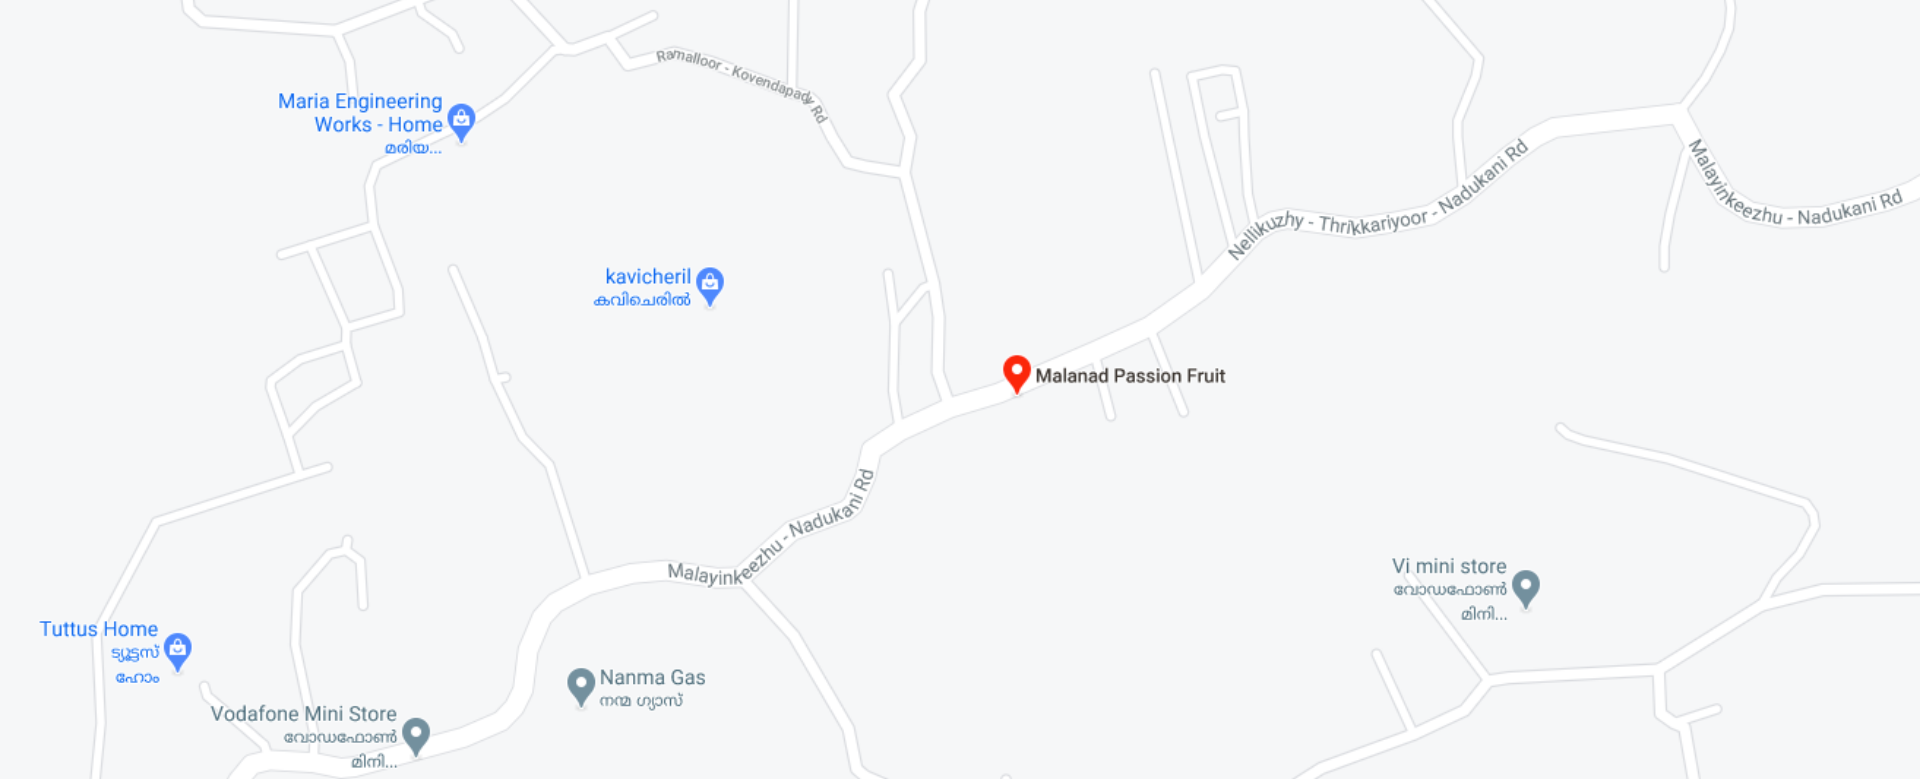 Ramalloor - Kovendapady Rd
Maria Engineering
Works - Home
മരിയ...
Malayinkeezhu - Nadukani Rd
Nellikuzhy - Thrikkariyoor - Nadukani Rd
kavicheril
കവിചെരിൽ
Malanad Passion Fruit
Malayinkeezhu - Nadukani Rd
Vi mini store
വോഡഫോൺ
മിനി...
Tuttus Home
ട്യൂട്ടസ്
ഹോം
Nanma Gas
നന്മ ഗ്യാസ്
Vodafone Mini Store
വോഡഫോൺ
മിനി...